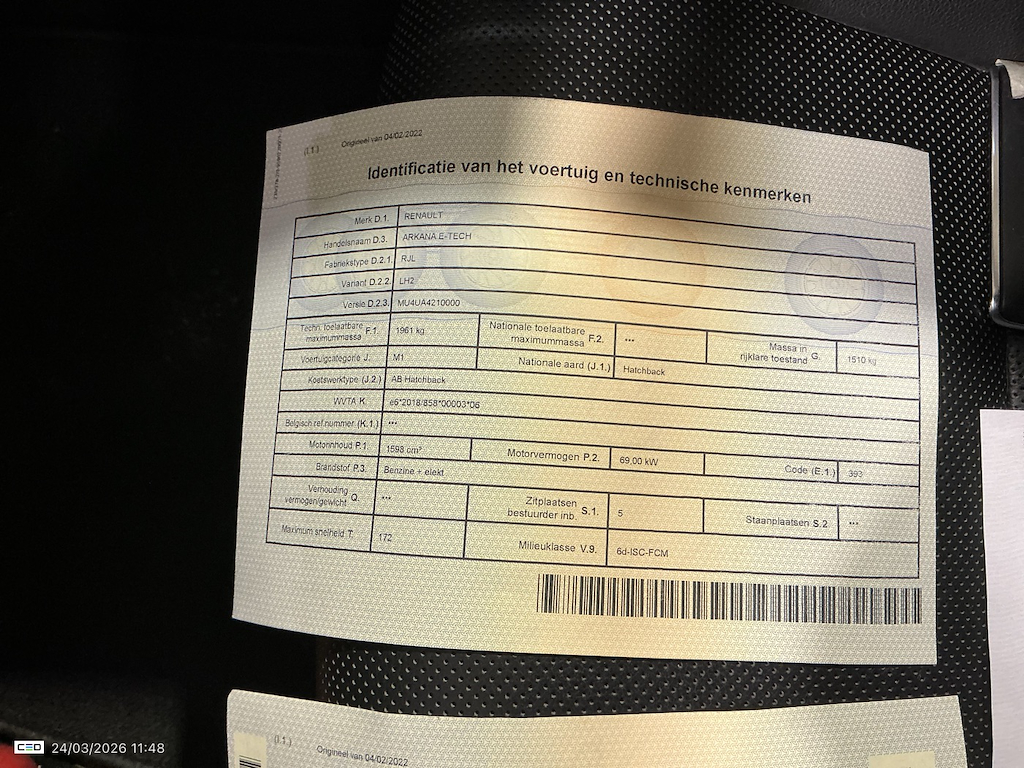 (I.1.) Origineel van 04/02/2022
Identificatie van het voertuig en technische kenmerken
Merk D.1. RENAULT
Handelsnaam D.3. ARKANA E-TECH
Fabriekstype D.2.1. RJL
Variant D.2.2. LH2
Versie D.2.3. MU4UA4210000
Techn. toelaatbare maximummassa F.1. 1961 kg Nationale toelaatbare maximummassa F.2. *** Massa in rijklare toestand G. 1510 kg
Voertuigcategorie J. M1 Nationale aard (J.1.) Hatchback
Koetswerktype (J.2.) AB Hatchback
WVTA K. e6*2018/858*00003*06
Belgisch ref.nummer (K.1.) ***
Motorinhoud P.1. 1598 cm³ Motorvermogen P.2. 69,00 kW Code (E.1.) 393
Brandstof P.3. Benzine + elekt
Verhouding vermogen/gewicht Q. *** Zitplaatsen bestuurder inb. S.1. 5 Staanplaatsen S.2. ***
Maximum snelheid T. 172 Milieuklasse V.9. 6d-ISC-FCM
(I.1.) Origineel van 04/02/2022
CEO 24/03/2026 11:48